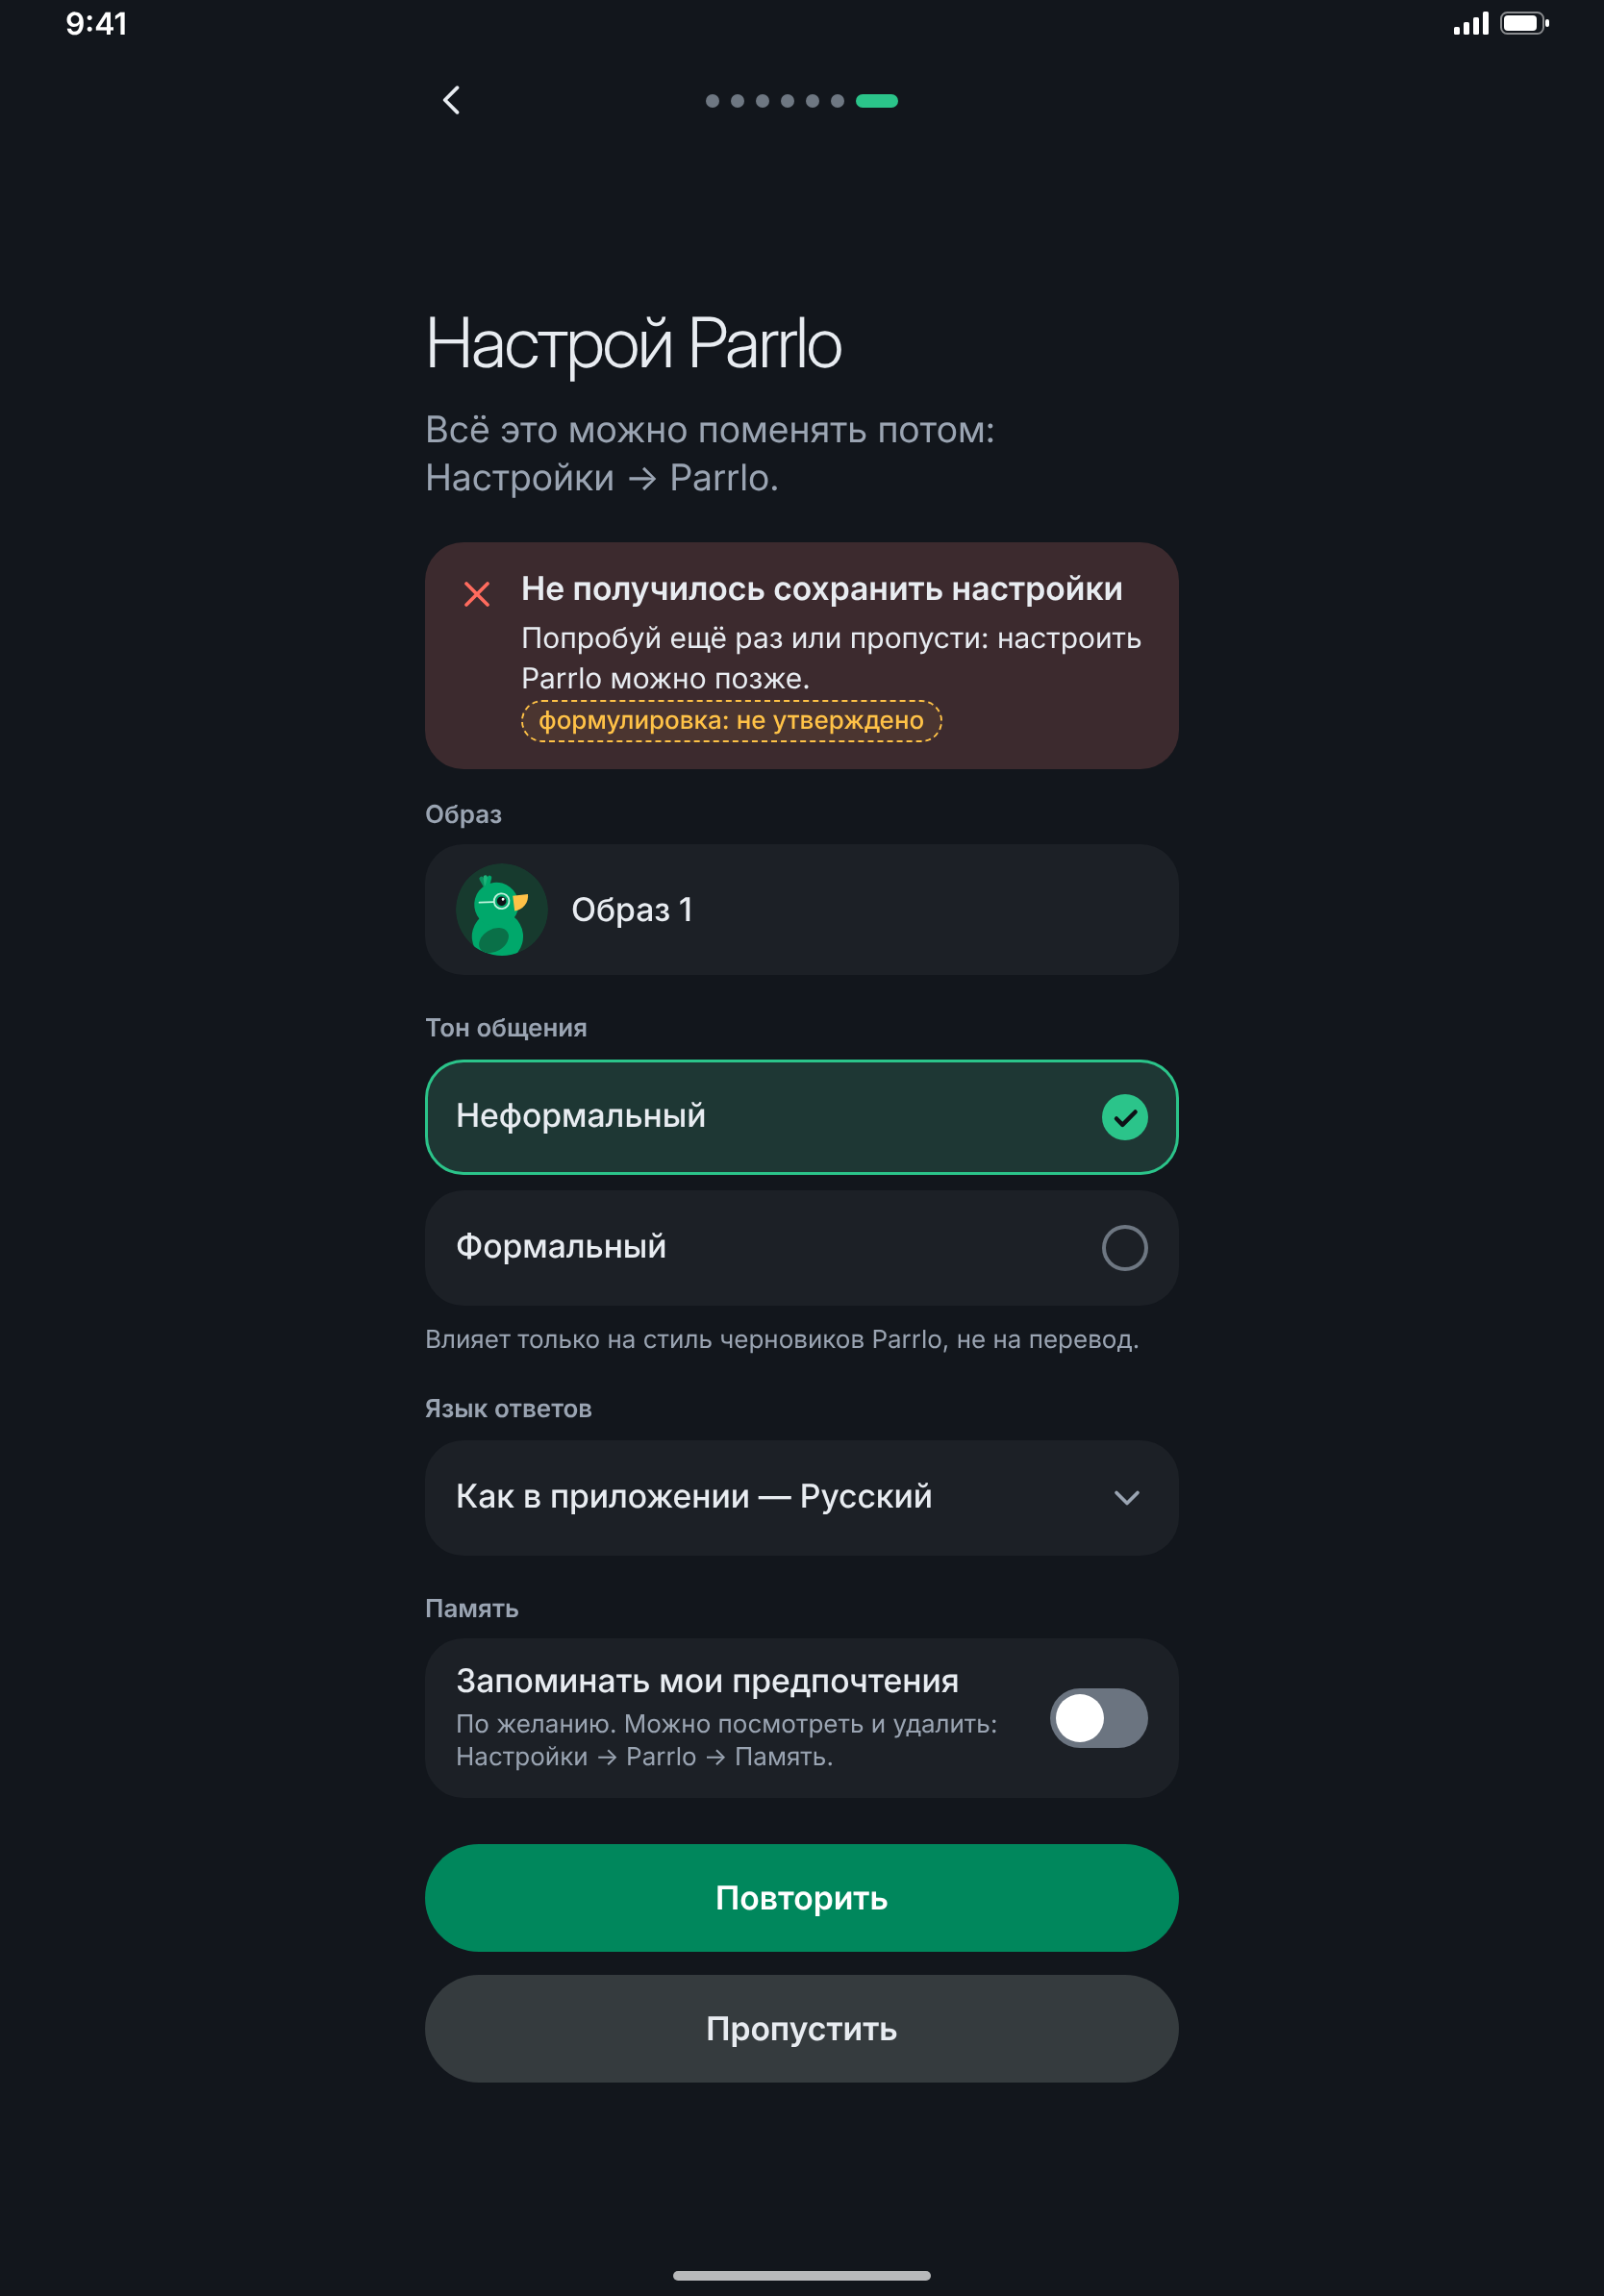 9:41
Настрой Parrlo
Всё это можно поменять потом:
Настройки → Parrlo.
Не получилось сохранить настройки
Попробуй ещё раз или пропусти: настроить
Parrlo можно позже.
формулировка: не утверждено
Образ
Образ 1
Тон общения
Неформальный
Формальный
Влияет только на стиль черновиков Parrlo, не на перевод.
Язык ответов
Как в приложении — Русский
Память
Запоминать мои предпочтения
По желанию. Можно посмотреть и удалить:
Настройки → Parrlo → Память.
Повторить
Пропустить